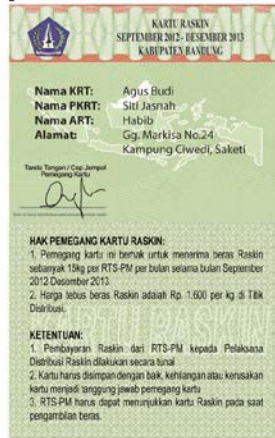 KARTU RASKIN
SEPTEMBER 2012 - DESEMBER 2013
KABUPATEN BANDUNG
Nama KRT: Agus Budi
Nama PKRT: Siti Jasnah
Nama ART: Habib
Alamat: Gg. Markisa No.24
Kampung Ciwedi, Saketi
Tanda Tangan / Cap Jempol
Pemegang Kartu
HAK PEMEGANG KARTU RASKIN:
1. Pemegang kartu ini berhak untuk menerima beras Raskin
sebanyak 15kg per RTS-PM per bulan selama bulan September
2012-Desember 2013
2. Harga tebus beras Raskin adalah Rp. 1.600 per kg di Titik
Distribusi.
KETENTUAN:
1. Pembayaran Raskin dari RTS-PM kepada Pelaksana
Distribusi Raskin dilakukan secara tunai
2. Kartu harus disimpan dengan baik, kehilangan atau kerusakan
kartu menjadi tanggung jawab pemegang kartu
3. RTS-PM harus dapat menunjukkan kartu Raskin pada saat
pengambilan beras.